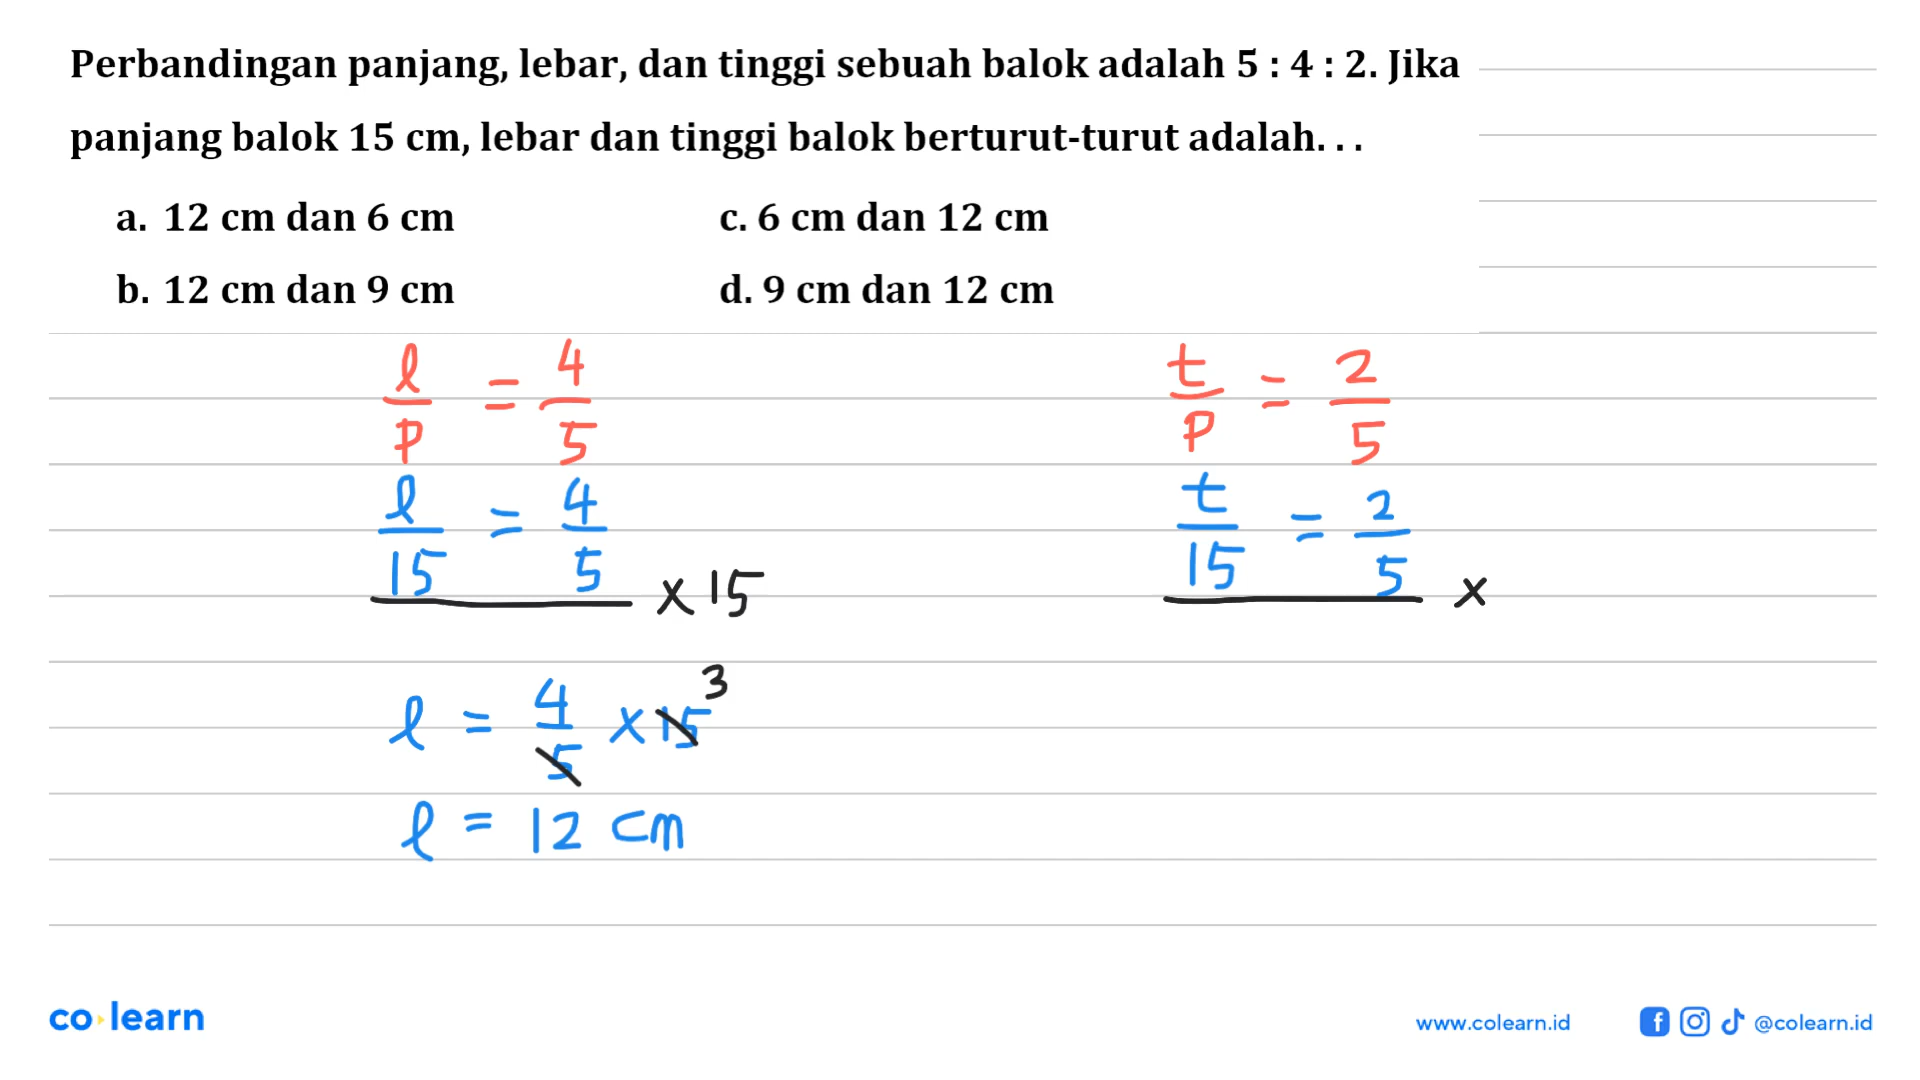 Perbandingan panjang, lebar, dan tinggi sebuah balok adalah 5 : 4 : 2. Jika
panjang balok 15 cm, lebar dan tinggi balok berturut-turut adalah. . .
a. 12 cm dan 6 cm
c. 6 cm dan 12 cm
b. 12 cm dan 9 cm
d. 9 cm dan 12 cm
l/p = 4/5
t/p = 2/5
l/15 = 4/5 × 15
t/15 = 2/5 ×
l = 4/5 × 15 3
l = 12 cm
co learn
www.colearn.id
@colearn.id